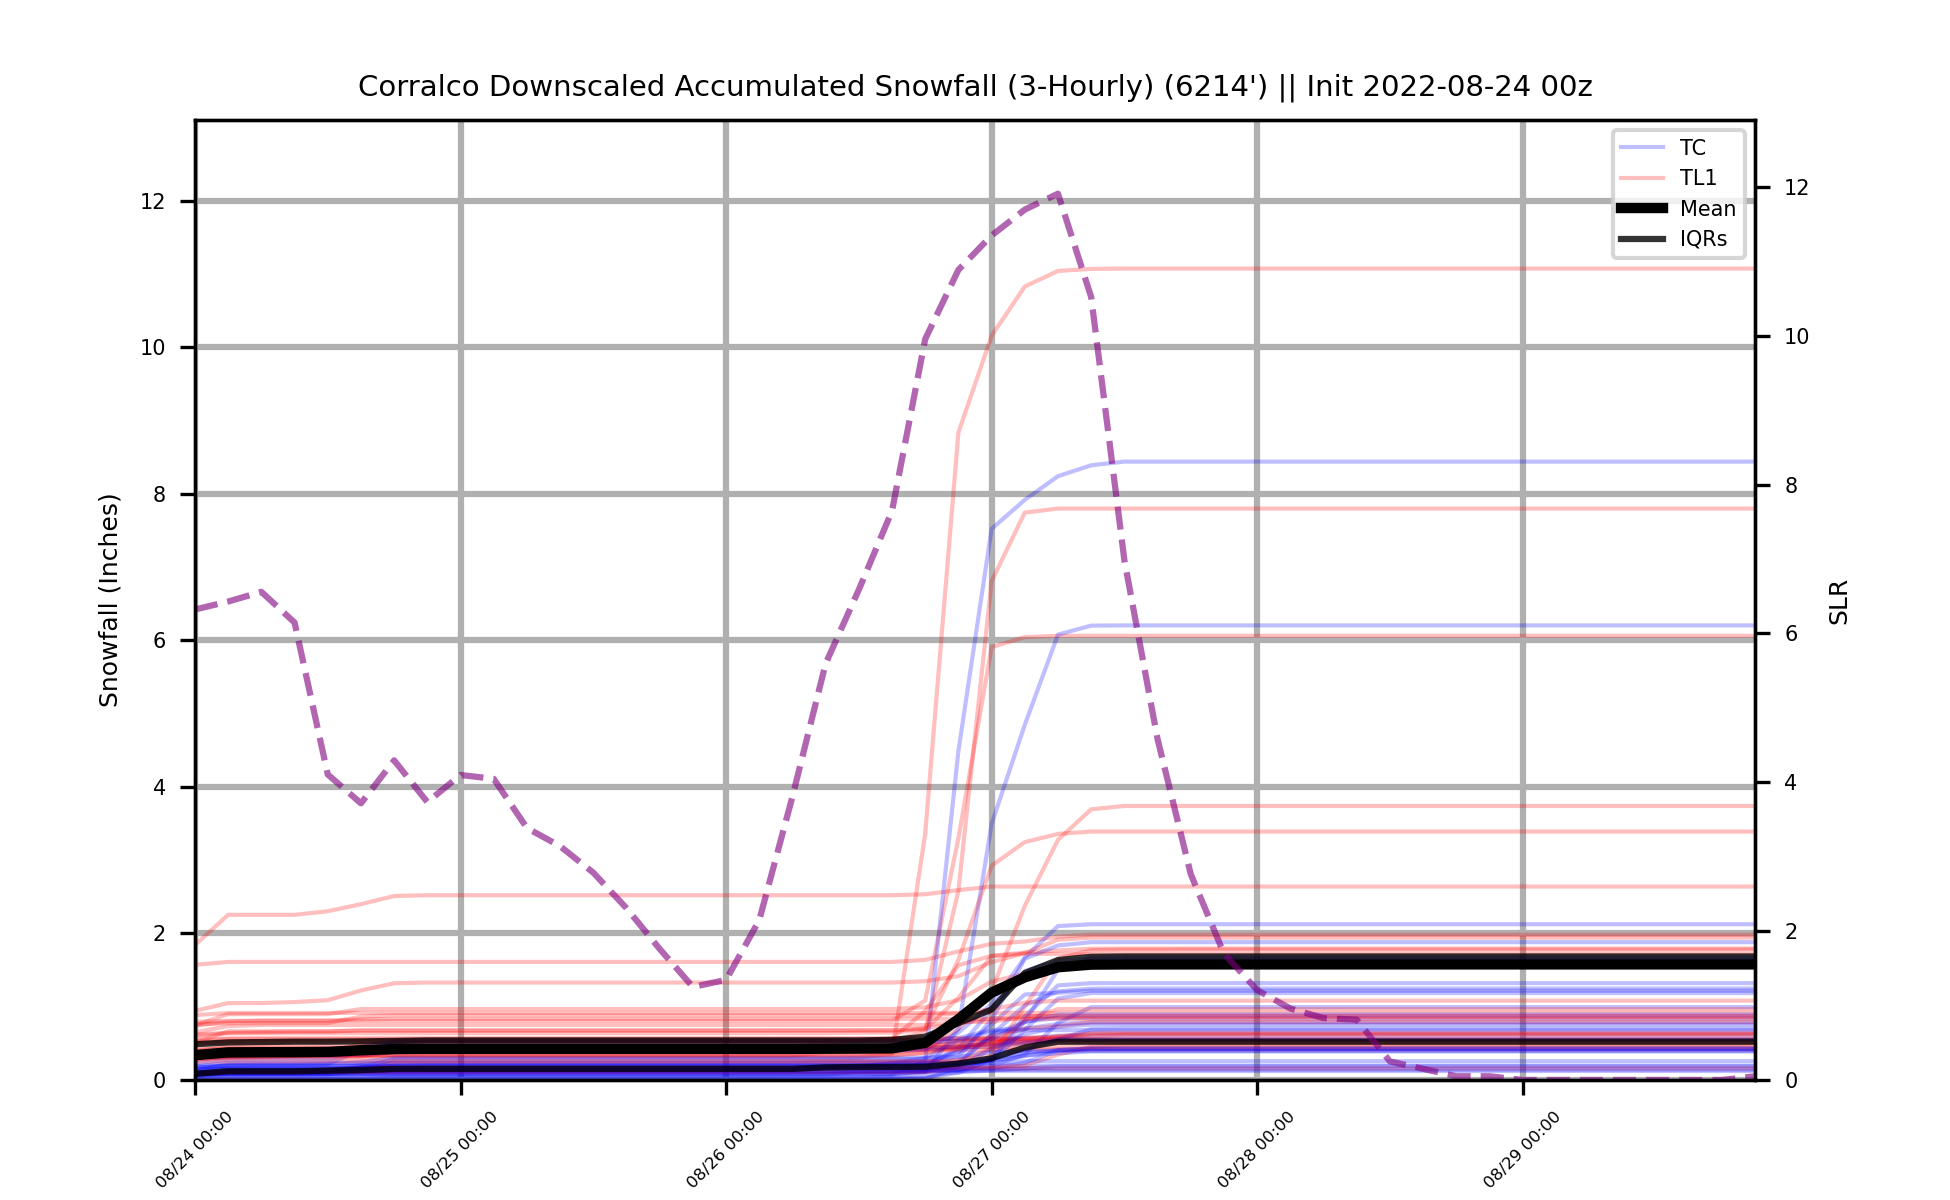 Corralco Downscaled Accumulated Snowfall (3-Hourly) (6214') || Init 2022-08-24 00z
TC
TL1
Mean
IQRs
Snowfall (Inches)
12
10
8
6
4
2
0
SLR
12
10
8
6
4
2
0
08/24 00:00
08/25 00:00
08/26 00:00
08/27 00:00
08/28 00:00
08/29 00:00